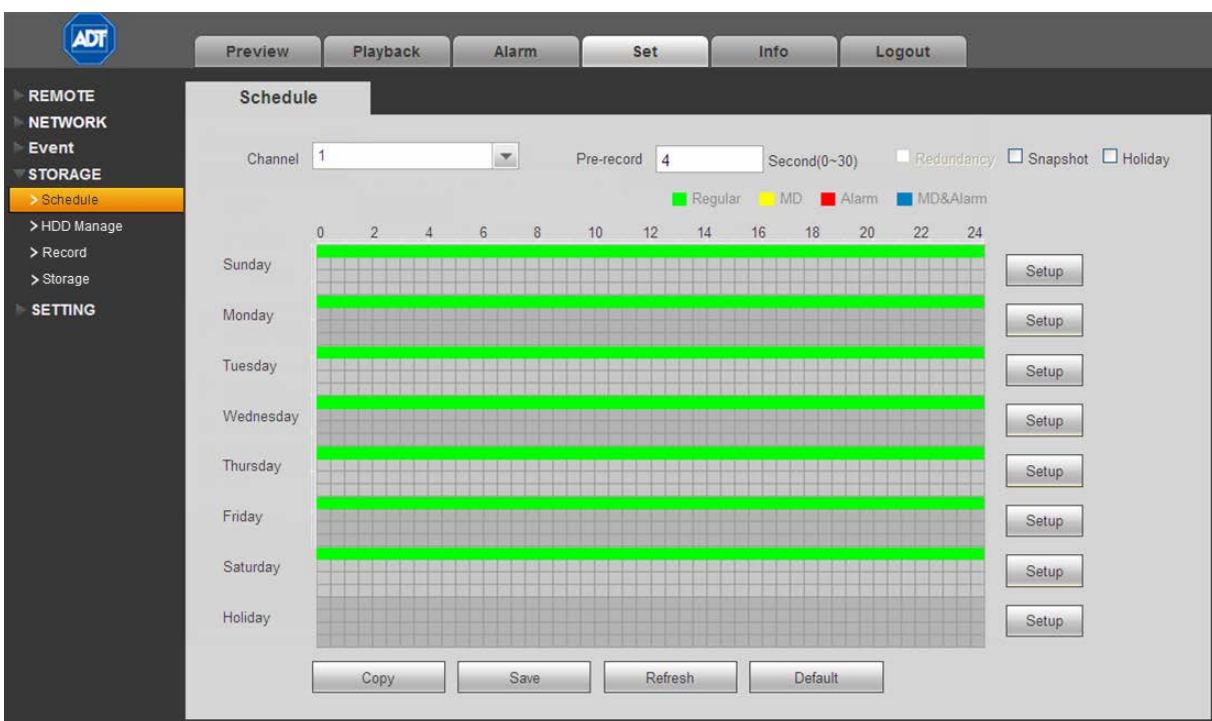 ADT
Preview Playback Alarm Set Info Logout
REMOTE
NETWORK
Event
STORAGE
> Schedule
> HDD Manage
> Record
> Storage
SETTING
Schedule
Channel 1 Pre-record 4 Second(0~30) Redundancy Snapshot Holiday
Regular MD Alarm MD&Alarm
0 2 4 6 8 10 12 14 16 18 20 22 24
Sunday Setup
Monday Setup
Tuesday Setup
Wednesday Setup
Thursday Setup
Friday Setup
Saturday Setup
Holiday Setup
Copy Save Refresh Default